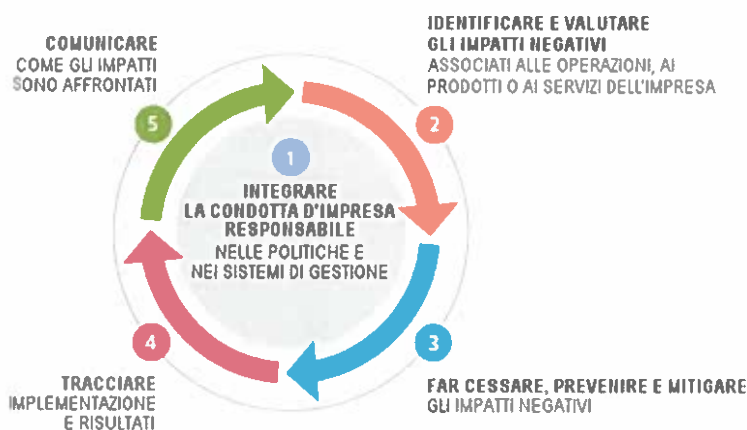 1
INTEGRARE
LA CONDOTTA D'IMPRESA
RESPONSABILE
NELLE POLITICHE E
NEI SISTEMI DI GESTIONE
2
IDENTIFICARE E VALUTARE
GLI IMPATTI NEGATIVI
ASSOCIATI ALLE OPERAZIONI, AI
PRODOTTI O AI SERVIZI DELL'IMPRESA
3
FAR CESSARE, PREVENIRE E MITIGARE
GLI IMPATTI NEGATIVI
4
TRACCIARE
IMPLEMENTAZIONE
E RISULTATI
5
COMUNICARE
COME GLI IMPATTI
SONO AFFRONTATI